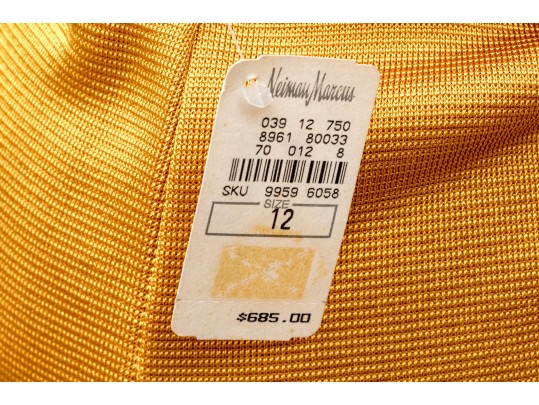 Neiman Marcus
039 12 750
8961 80033
70 012 8
SKU 9959 6058
SIZE
12
$685.00